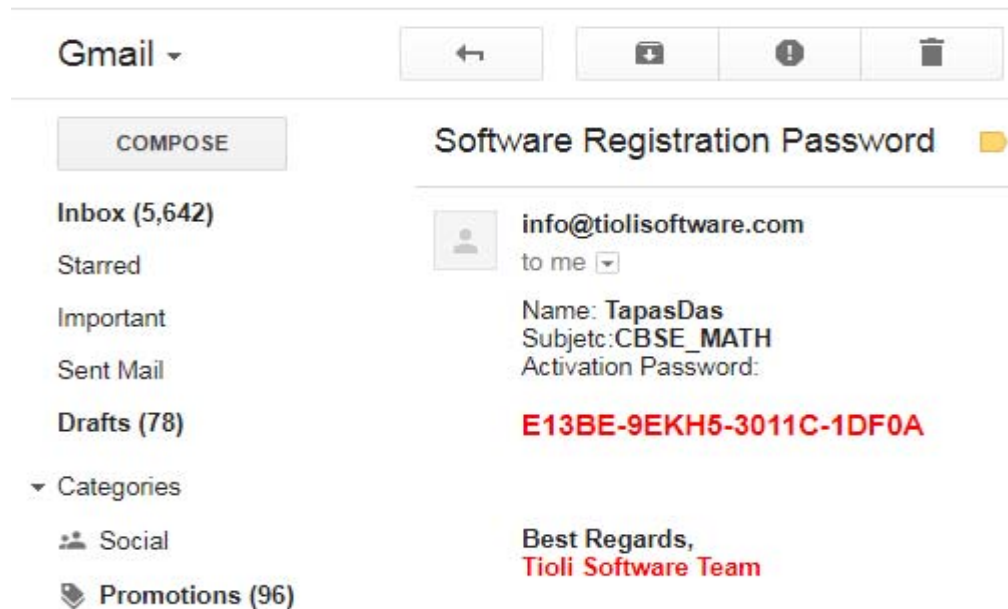 Gmail
COMPOSE
Inbox (5,642)
Starred
Important
Sent Mail
Drafts (78)
Categories
Social
Promotions (96)
Software Registration Password
info@tiolisoftware.com
to me
Name: TapasDas
Subjetc:CBSE_MATH
Activation Password:
E13BE-9EKH5-3011C-1DF0A
Best Regards,
Tioli Software Team